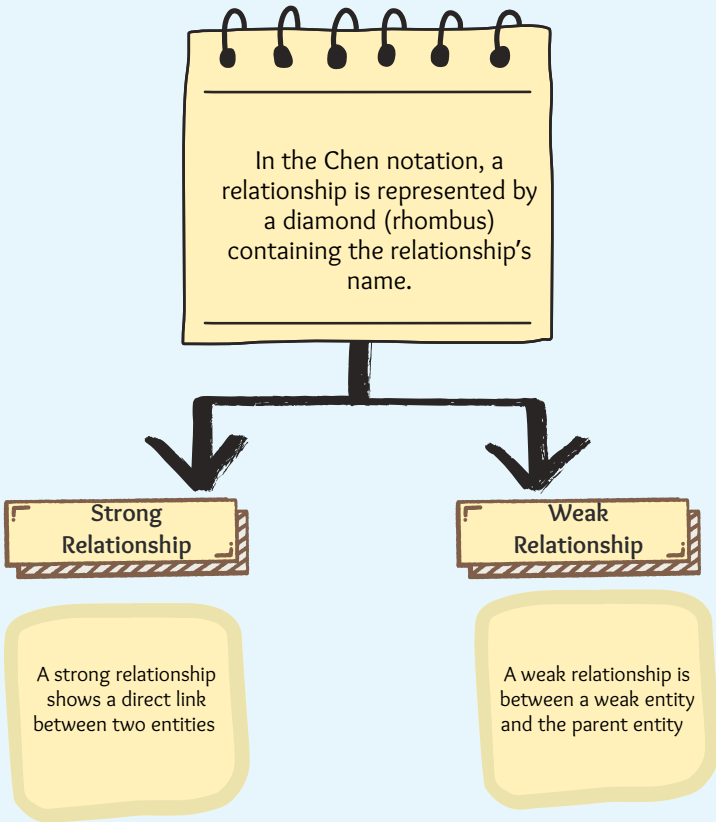 In the Chen notation, a
relationship is represented by
a diamond (rhombus)
containing the relationship's
name.
Strong
Relationship
Weak
Relationship
A strong relationship
shows a direct link
between two entities
A weak relationship is
between a weak entity
and the parent entity